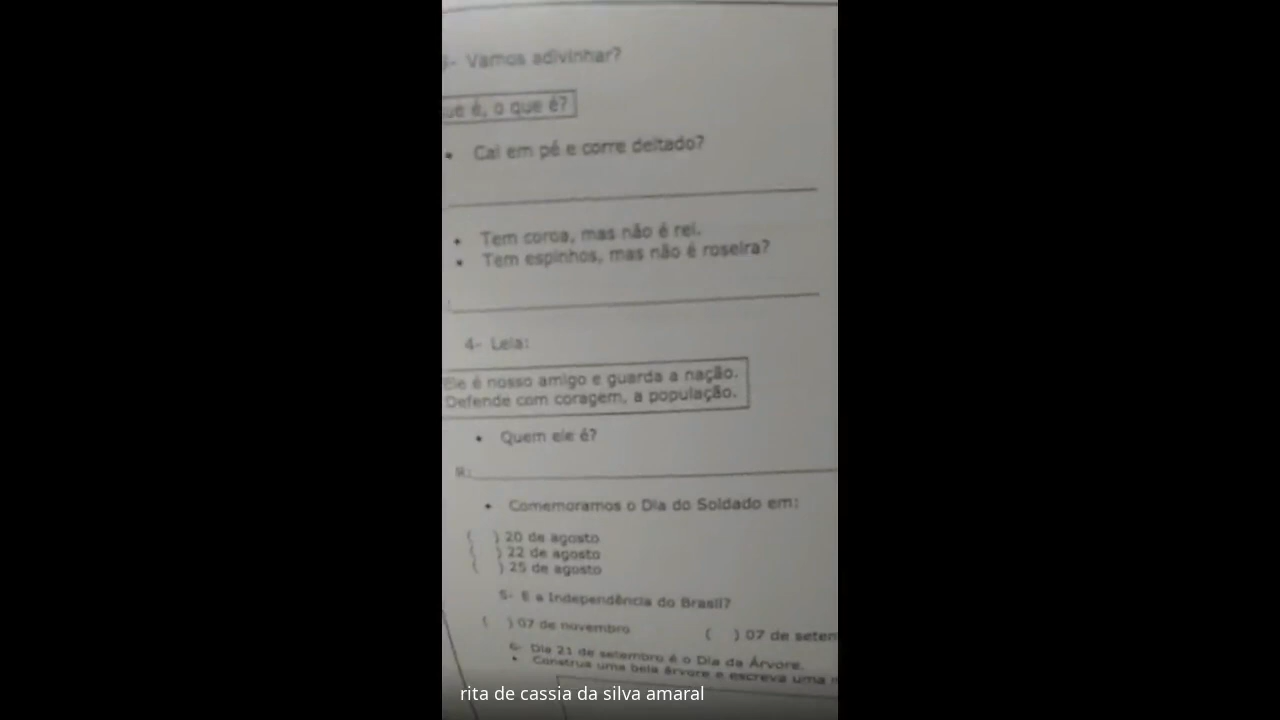 - Vamos adivinhar?
ue é, o que é?
• Cai em pé e corre deitado?
• Tem coroa, mas não é rei.
• Tem espinhos, mas não é roseira?
4- Leia:
Ele é nosso amigo e guarda a nação.
Defende com coragem, a população.
• Quem ele é?
R:
• Comemoramos o Dia do Soldado em:
( ) 20 de agosto
( ) 22 de agosto
( ) 25 de agosto
5- E a Independência do Brasil?
( ) 07 de novembro ( ) 07 de seten
6- Dia 21 de setembro é o Dia da Árvore.
• Construa uma bela árvore e escreva uma
rita de cassia da silva amaral